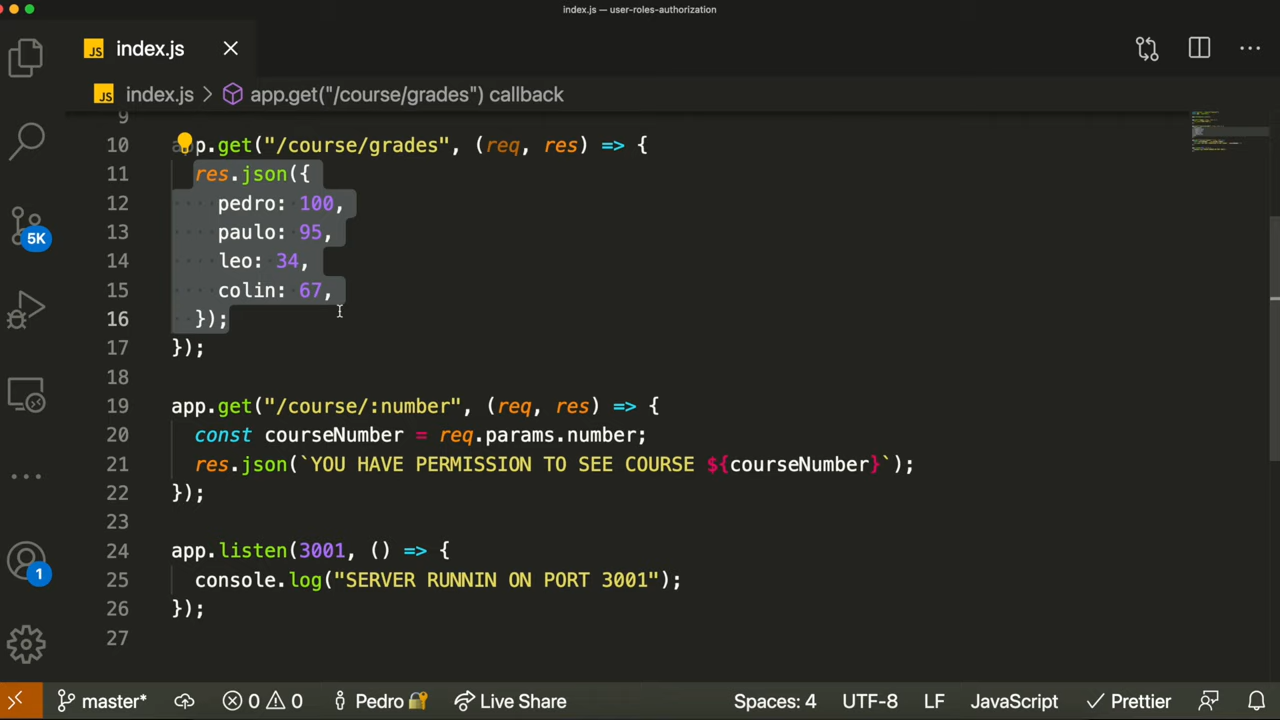 index.js — user-roles-authorization
JS index.js
JS index.js > app.get("/course/grades") callback
9
10 app.get("/course/grades", (req, res) => {
11 res.json({
12 pedro: 100,
13 paulo: 95,
14 leo: 34,
15 colin: 67,
16 });
17 });
18
19 app.get("/course/:number", (req, res) => {
20 const courseNumber = req.params.number;
21 res.json(`YOU HAVE PERMISSION TO SEE COURSE ${courseNumber}`);
22 });
23
24 app.listen(3001, () => {
25 console.log("SERVER RUNNIN ON PORT 3001");
26 });
27
5K
1
master* 0 0 Pedro Live Share Spaces: 4 UTF-8 LF JavaScript Prettier